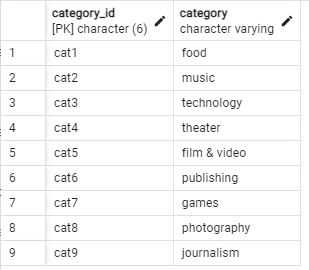 category_id category
[PK] character (6) character varying
1 cat1 food
2 cat2 music
3 cat3 technology
4 cat4 theater
5 cat5 film & video
6 cat6 publishing
7 cat7 games
8 cat8 photography
9 cat9 journalism